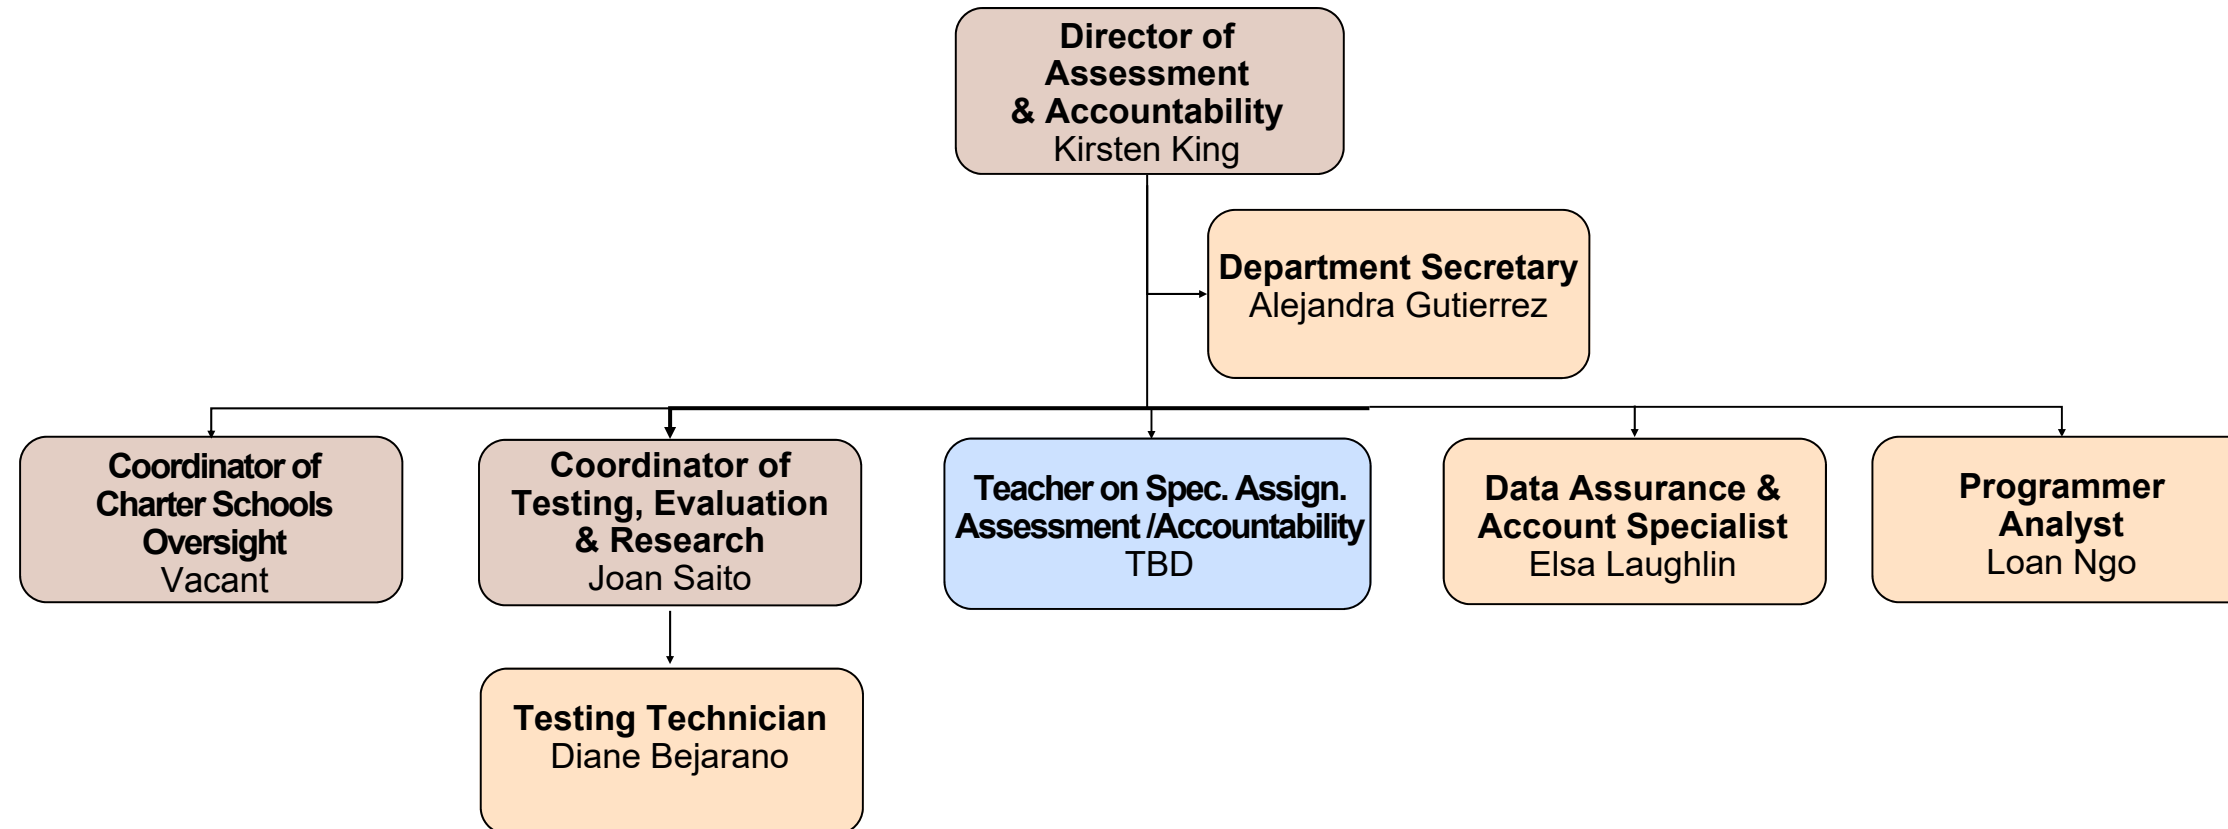 Director of
Assessment
& Accountability
Kirsten King
Department Secretary
Alejandra Gutierrez
Coordinator of
Charter Schools
Oversight
Vacant
Coordinator of
Testing, Evaluation
& Research
Joan Saito
Teacher on Spec. Assign.
Assessment /Accountability
TBD
Data Assurance &
Account Specialist
Elsa Laughlin
Programmer
Analyst
Loan Ngo
Testing Technician
Diane Bejarano